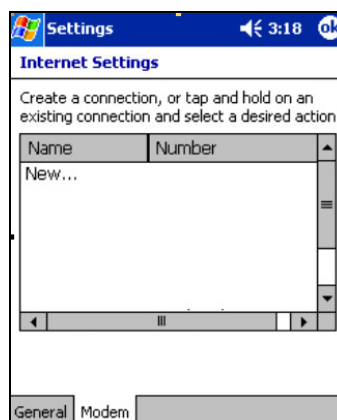 Settings 3:18 ok
Internet Settings
Create a connection, or tap and hold on an
existing connection and select a desired action
Name Number
New...
General Modem